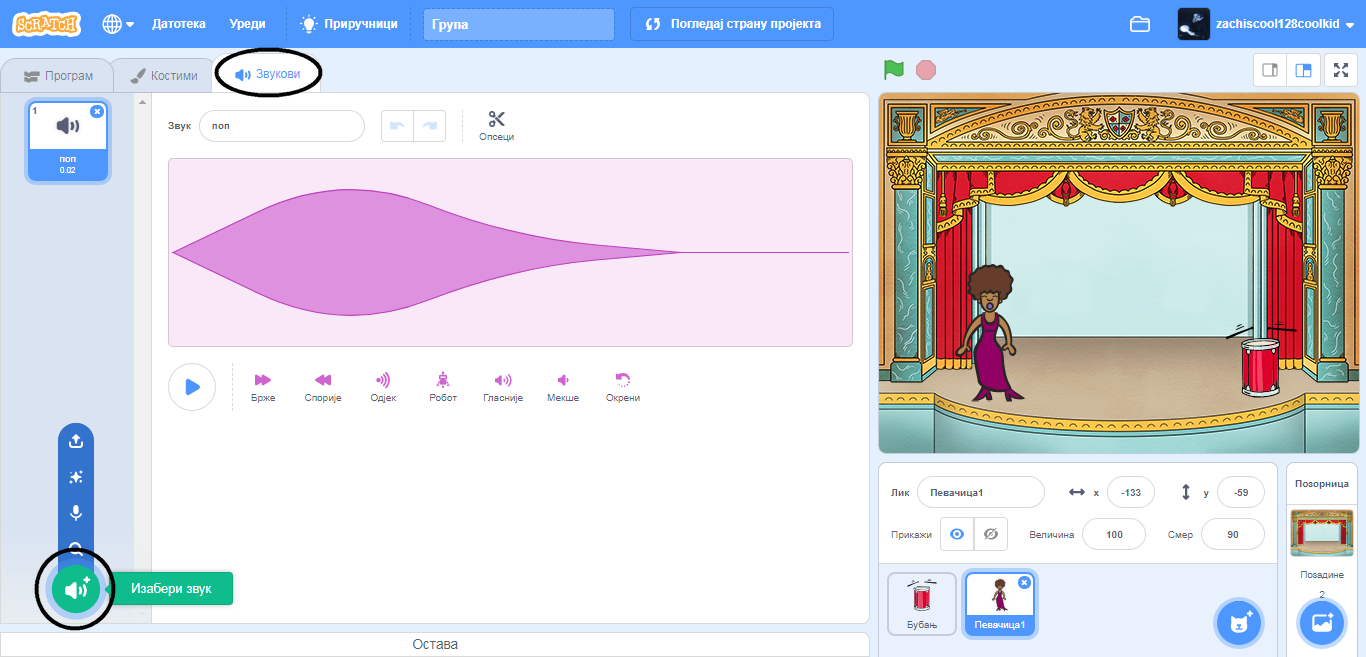 SCRATCH
Датотека
Уреди
Приручници
Група
Погледај страну пројекта
zachiscool128coolkid
Програм
Костими
Звукови
1
поп
0.02
Звук
поп
Опсеци
Брже
Спорије
Одјек
Робот
Гласније
Мекше
Окрени
Изабери звук
Остава
Лик
Певачица1
x
-133
y
-59
Прикажи
Величина
100
Смер
90
Бубањ
Певачица1
Позорница
Позадине
2